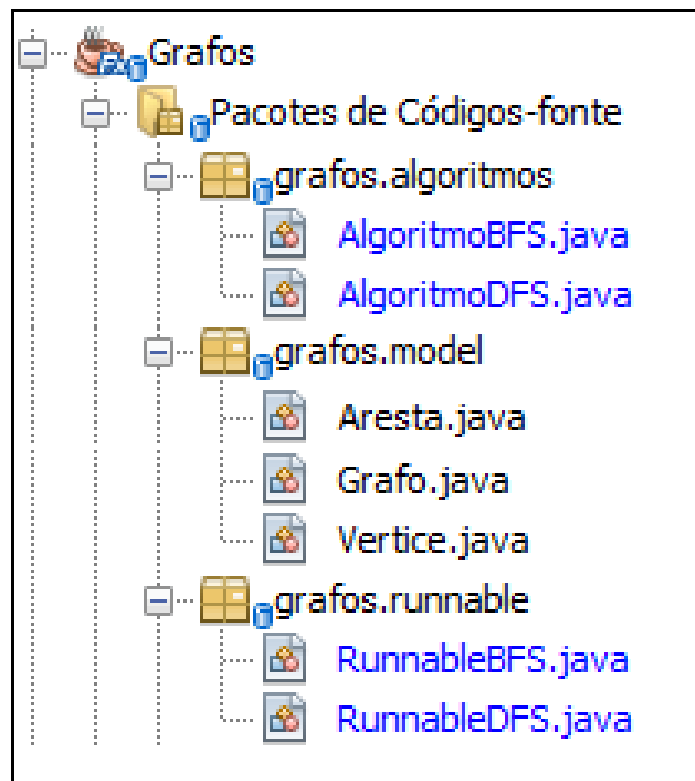 Grafos
Pacotes de Códigos-fonte
grafos.algoritmos
AlgoritmoBFS.java
AlgoritmoDFS.java
grafos.model
Aresta.java
Grafo.java
Vertice.java
grafos.runnable
RunnableBFS.java
RunnableDFS.java